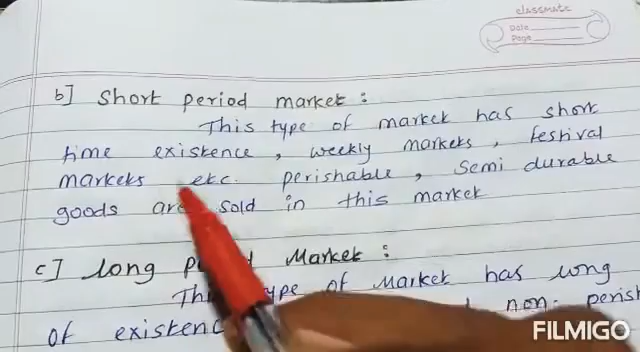 classmate
Date
Page
b] Short period market :
This type of market has short
time existence, weekly markets, festival
markets etc. perishable, semi durable
goods are sold in this market
c] Long Market :
type of Market has long
of existence
non-
FILMIGO